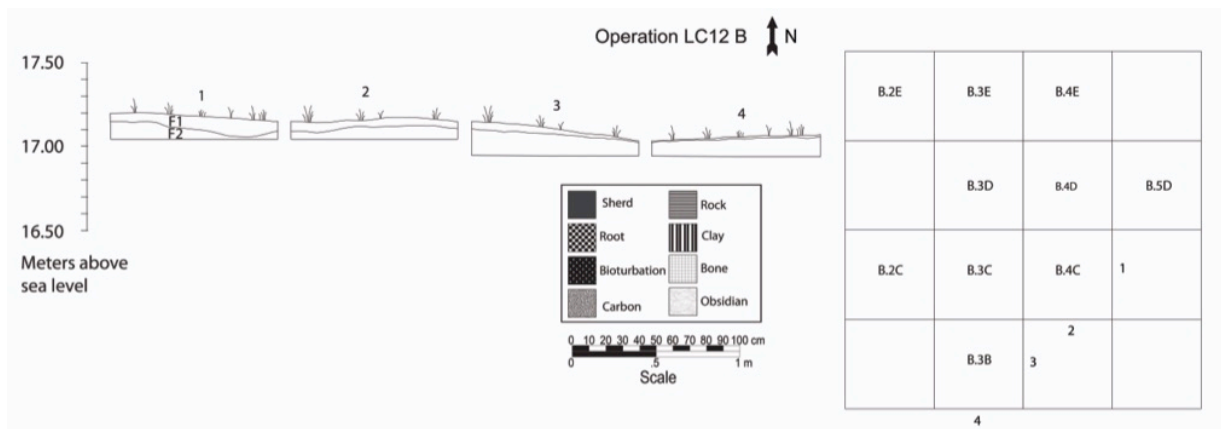 Operation LC12 B N
17.50
17.00
16.50
Meters above
sea level
1
F1
F2
2
3
4
Sherd
Root
Bioturbation
Carbon
Rock
Clay
Bone
Obsidian
0 10 20 30 40 50 60 70 80 90 100 cm
0 .5 1 m
Scale
B.2E B.3E B.4E
B.3D B.4D B.5D
B.2C B.3C B.4C 1
2
B.3B 3
4